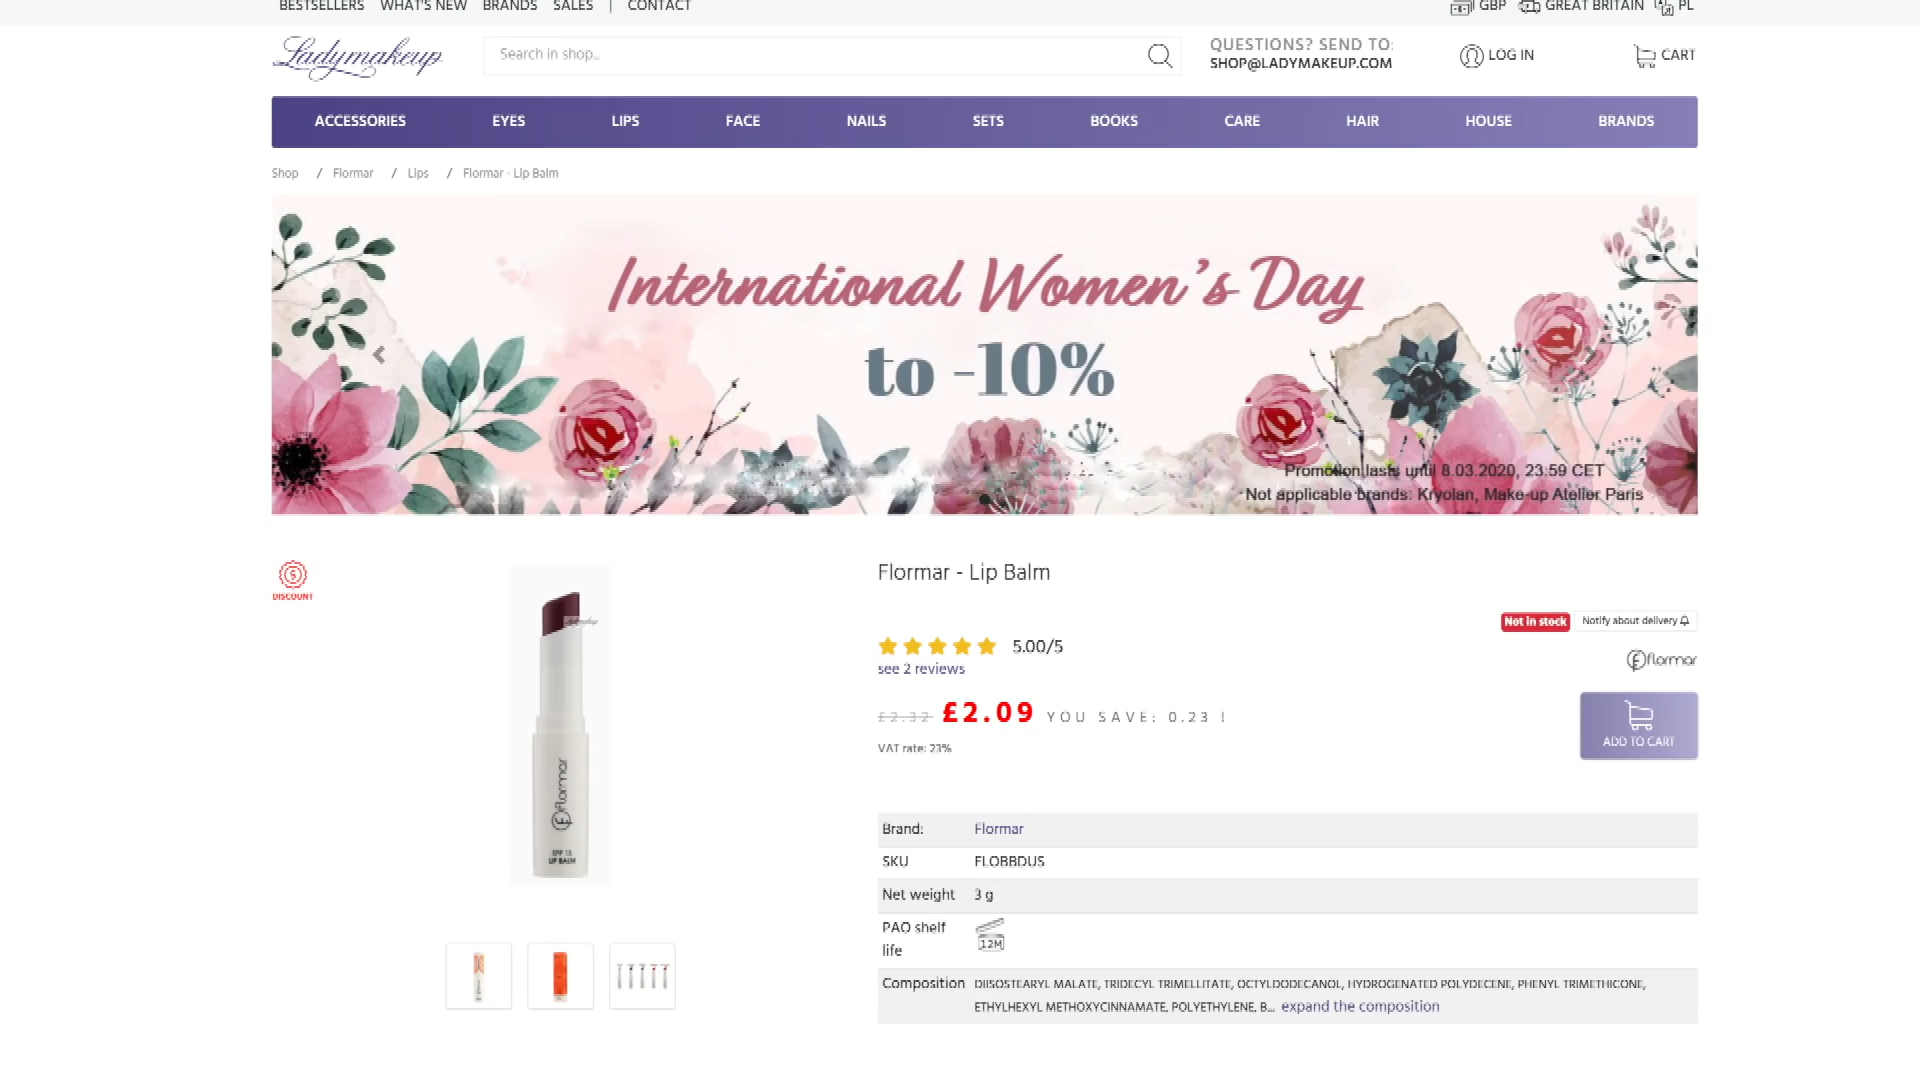 BESTSELLERS WHAT'S NEW BRANDS SALES | CONTACT GBP GREAT BRITAIN PL
Ladymakeup Search in shop... QUESTIONS? SEND TO: LOG IN CART
SHOP@LADYMAKEUP.COM
ACCESSORIES EYES LIPS FACE NAILS SETS BOOKS CARE HAIR HOUSE BRANDS
Shop / Flormar / Lips / Flormar - Lip Balm
International Women's Day
to -10%
Promotion lasts until 8.03.2020, 23:59 CET
Not applicable brands: Kryolan, Make-up Atelier Paris
DISCOUNT
Flormar - Lip Balm
Not in stock Notify about delivery
5.00/5
see 2 reviews
flormar
£2.32 £2.09 YOU SAVE: 0.23 !
ADD TO CART
VAT rate: 23%
flormar
SPF 15
LIP BALM
Brand: Flormar
SKU FLOBBDUS
Net weight 3 g
PAO shelf life 12M
Composition DIISOSTEARYL MALATE, TRIDECYL TRIMELLITATE, OCTYLDODECANOL, HYDROGENATED POLYDECENE, PHENYL TRIMETHICONE,
ETHYLHEXYL METHOXYCINNAMATE, POLYETHYLENE, B... expand the composition